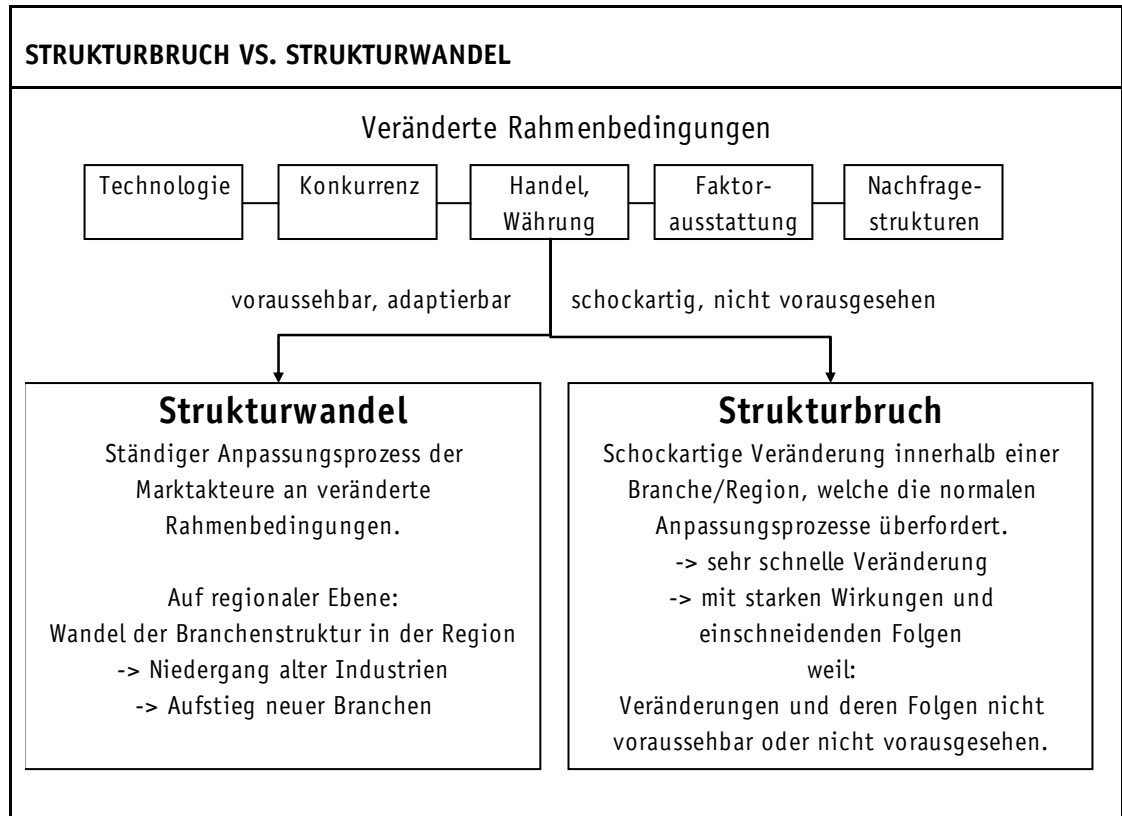 STRUKTURBRUCH VS. STRUKTURWANDEL
Veränderte Rahmenbedingungen
Technologie
Konkurrenz
Handel,
Währung
Faktor-
ausstattung
Nachfrage-
strukturen
voraussehbar, adaptierbar
schockartig, nicht vorausgesehen
Strukturwandel
Ständiger Anpassungsprozess der
Marktakteure an veränderte
Rahmenbedingungen.
Auf regionaler Ebene:
Wandel der Branchenstruktur in der Region
-> Niedergang alter Industrien
-> Aufstieg neuer Branchen
Strukturbruch
Schockartige Veränderung innerhalb einer
Branche/Region, welche die normalen
Anpassungsprozesse überfordert.
-> sehr schnelle Veränderung
-> mit starken Wirkungen und
einschneidenden Folgen
weil:
Veränderungen und deren Folgen nicht
voraussehbar oder nicht vorausgesehen.